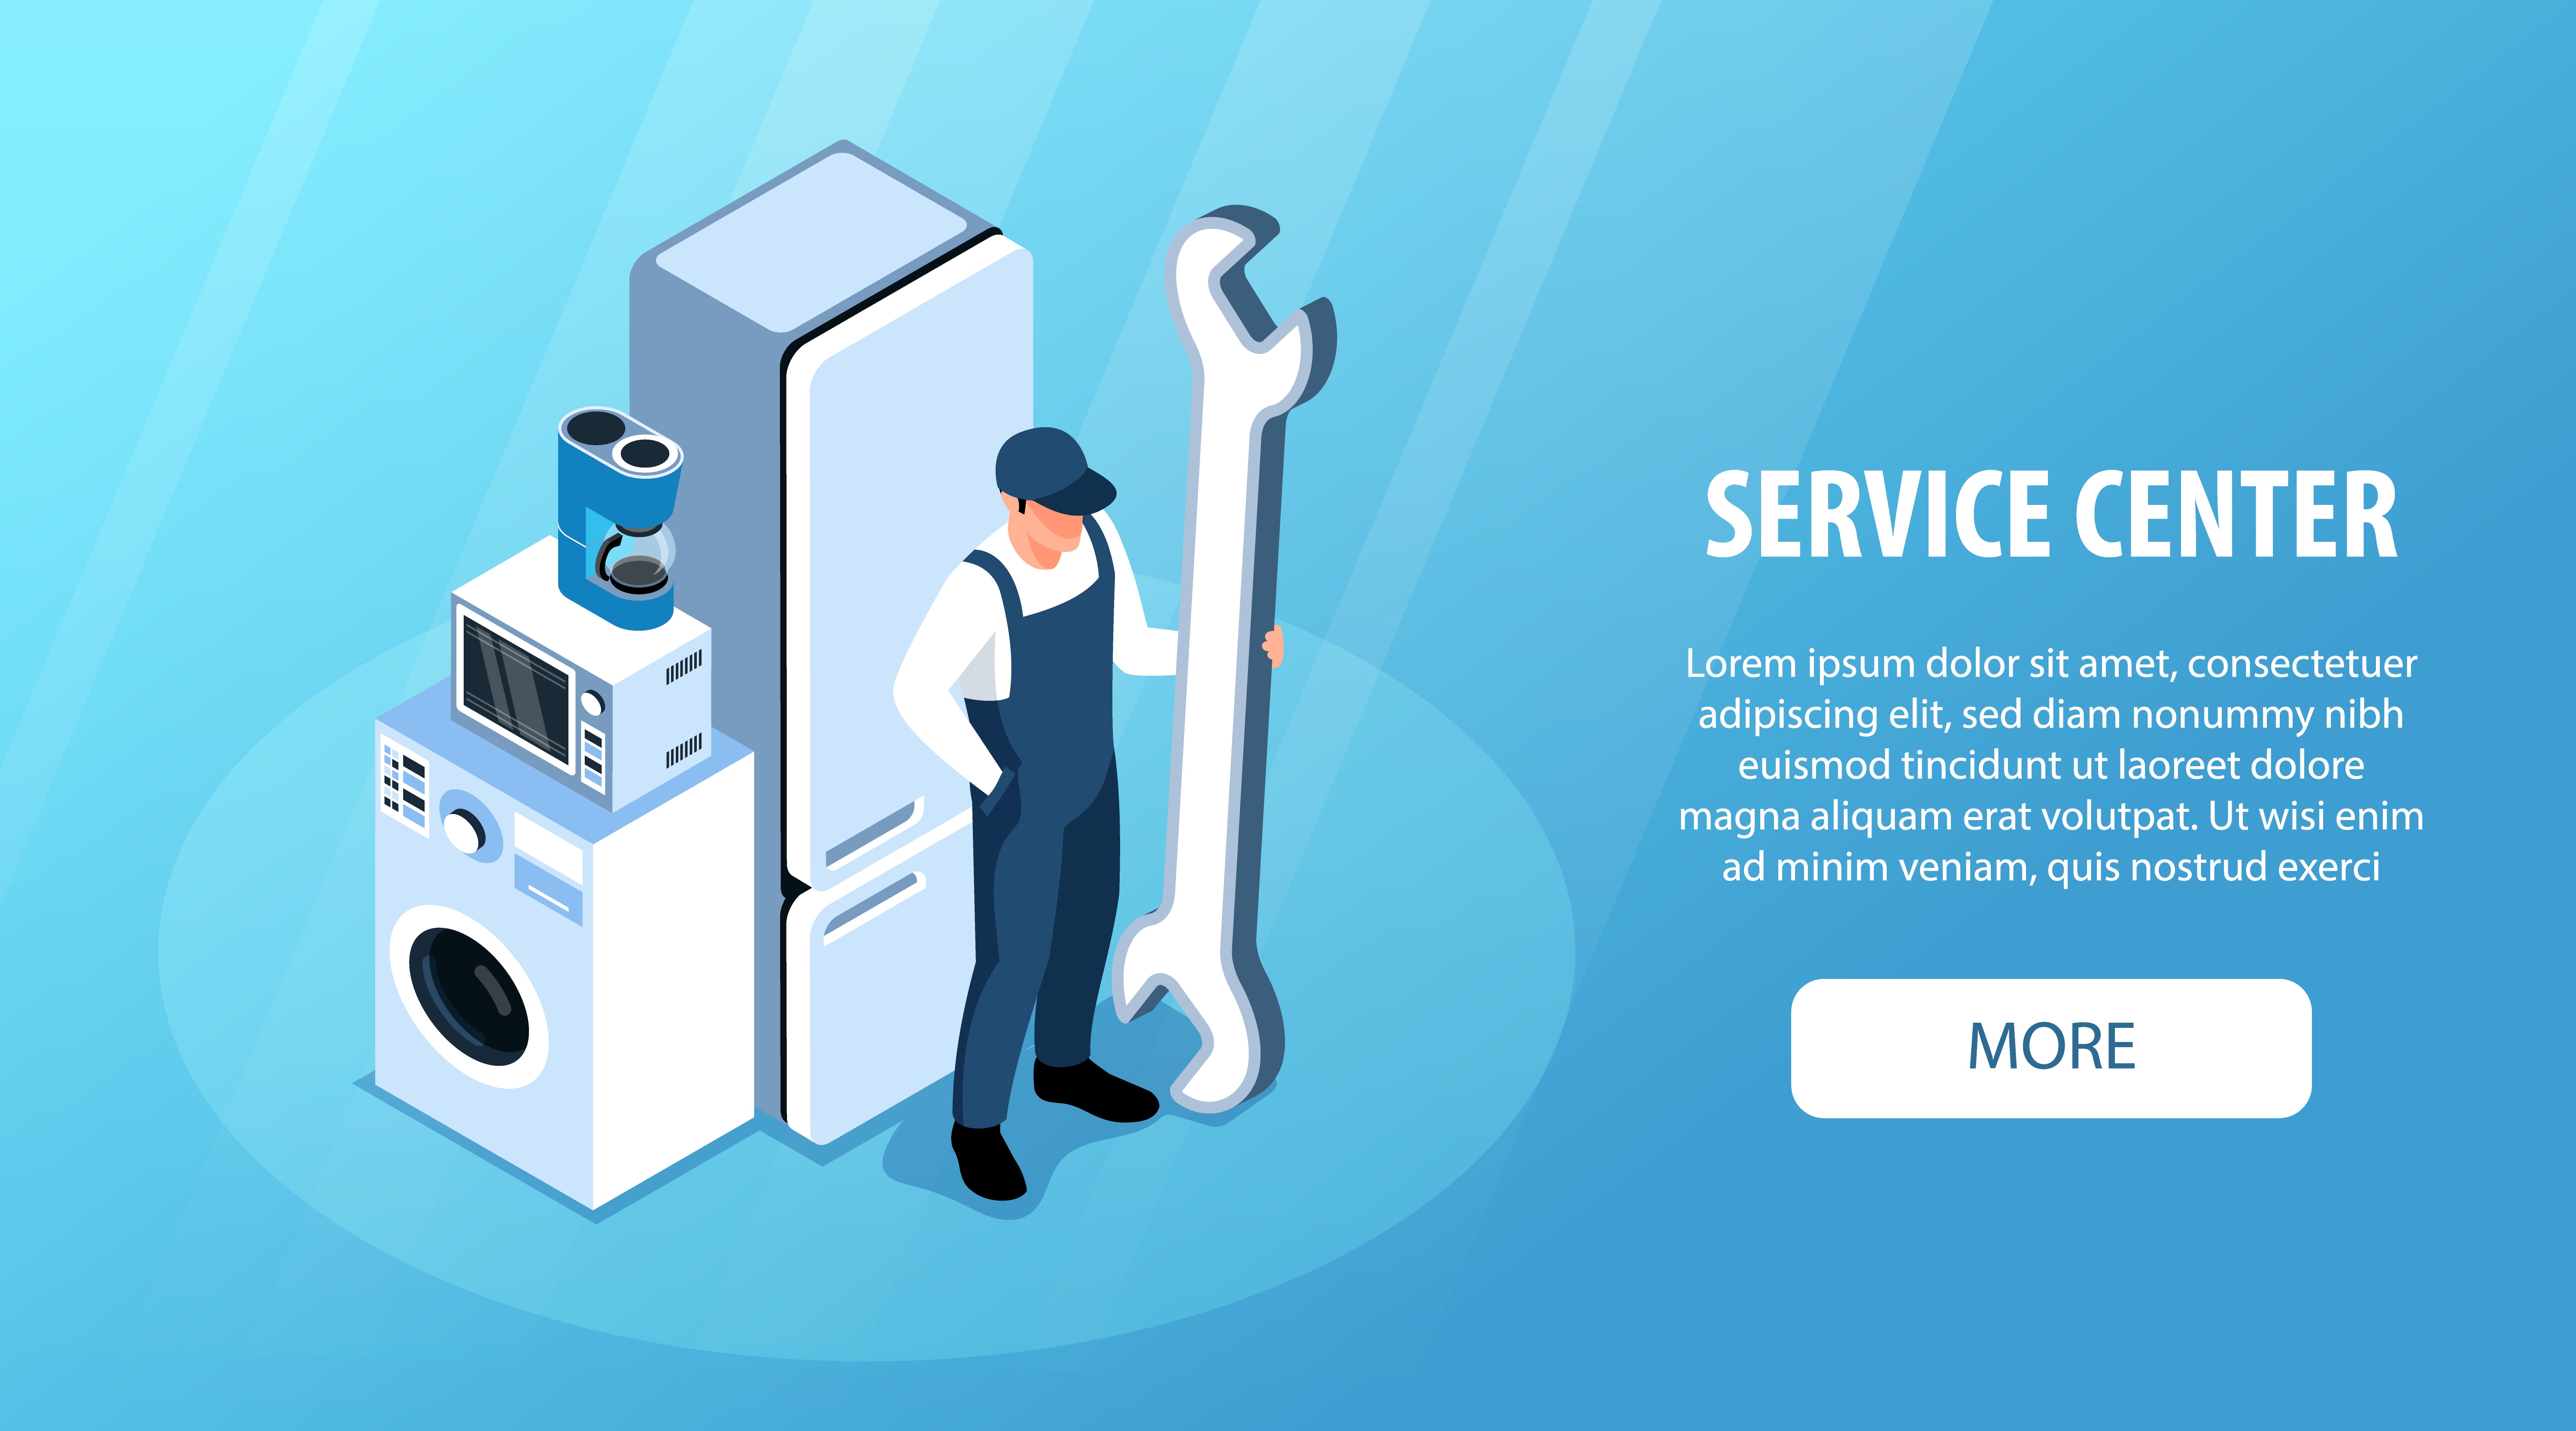 SERVICE CENTER
Lorem ipsum dolor sit amet, consectetuer
adipiscing elit, sed diam nonummy nibh
euismod tincidunt ut laoreet dolore
magna aliquam erat volutpat. Ut wisi enim
ad minim veniam, quis nostrud exerci
MORE